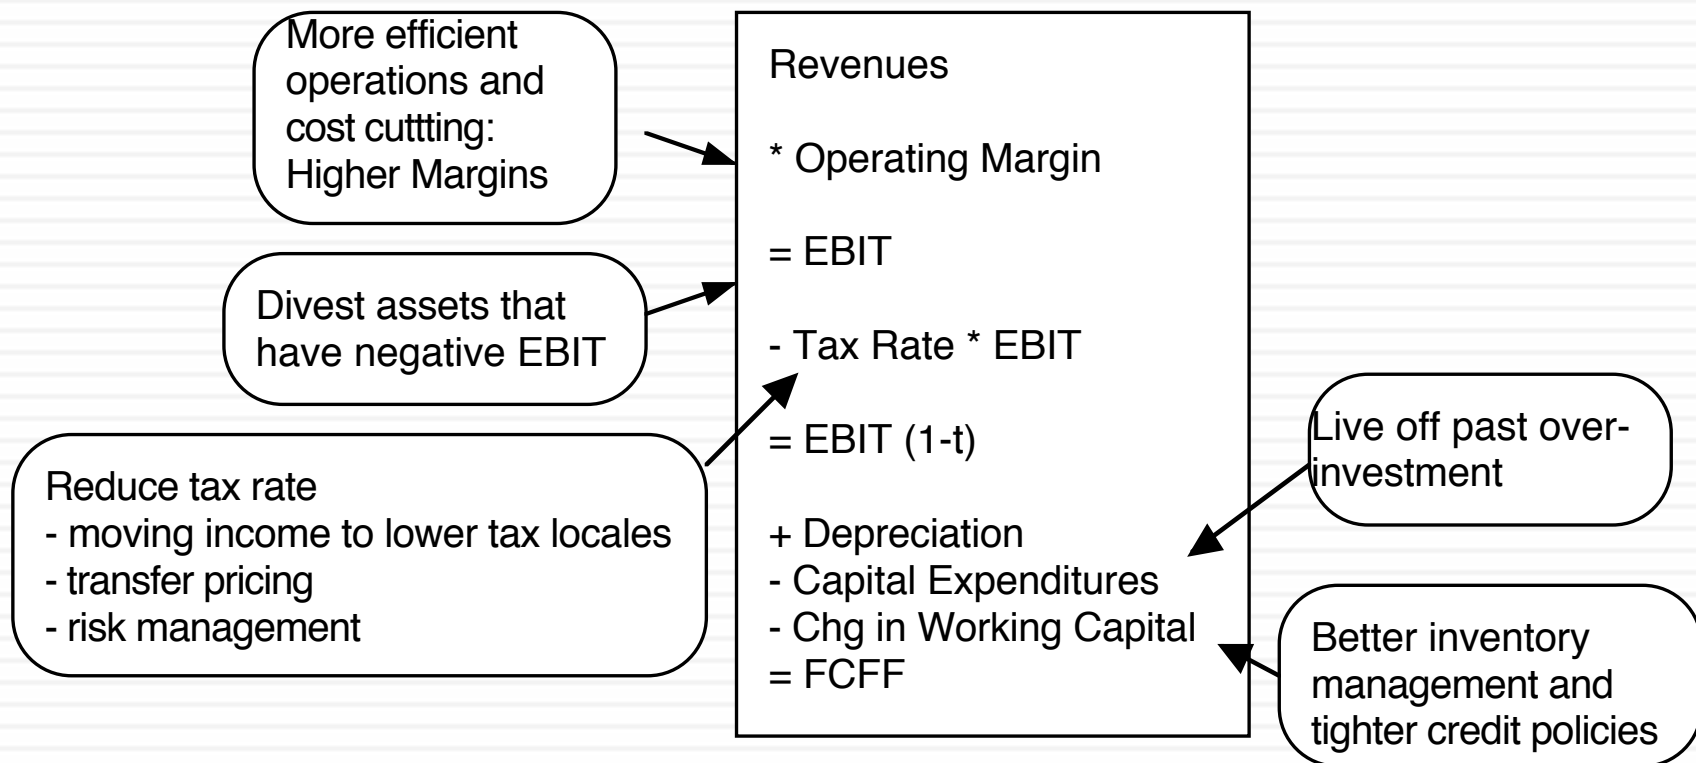 More efficient
operations and
cost cuttting:
Higher Margins
Divest assets that
have negative EBIT
Reduce tax rate
- moving income to lower tax locales
- transfer pricing
- risk management
Revenues
* Operating Margin
= EBIT
- Tax Rate * EBIT
= EBIT (1-t)
+ Depreciation
- Capital Expenditures
- Chg in Working Capital
= FCFF
Live off past over-
investment
Better inventory
management and
tighter credit policies